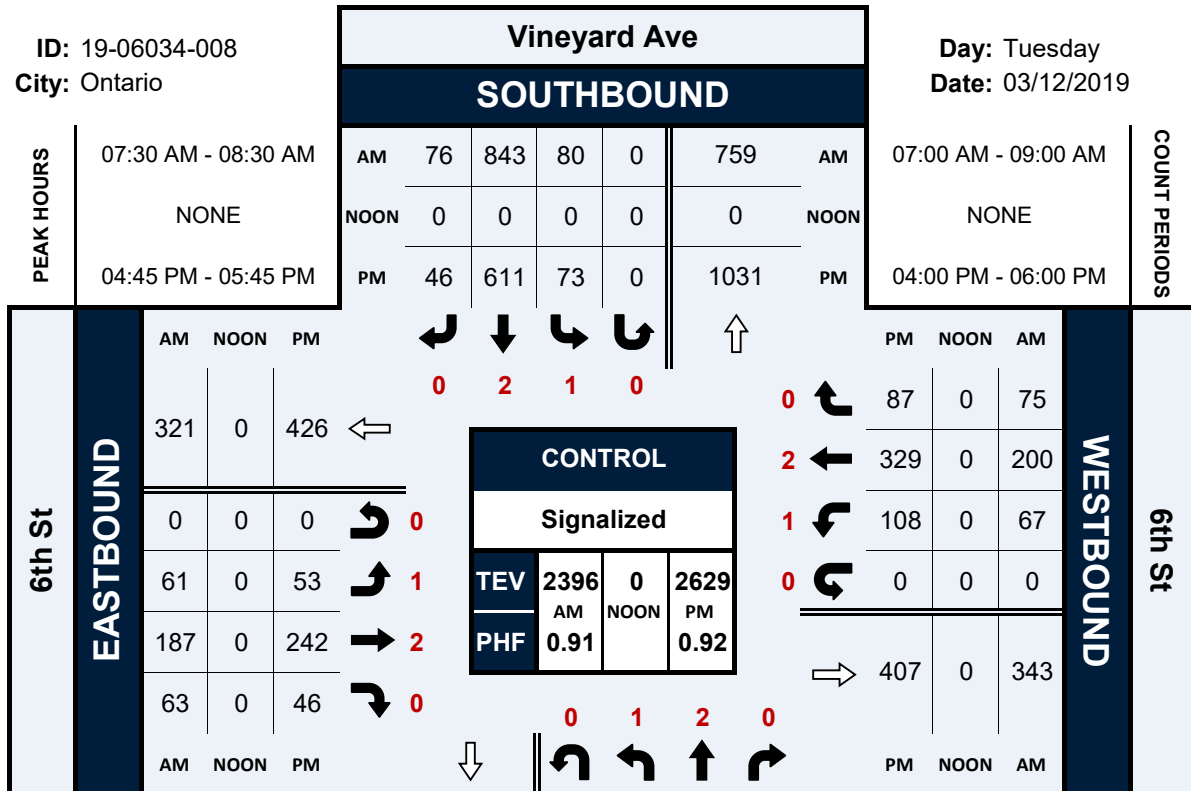 ID: 19-06034-008
City: Ontario
Vineyard Ave
SOUTHBOUND
Day: Tuesday
Date: 03/12/2019
PEAK HOURS
07:30 AM - 08:30 AM
NONE
04:45 PM - 05:45 PM
AM 76 843 80 0 759 AM
NOON 0 0 0 0 0 NOON
PM 46 611 73 0 1031 PM
07:00 AM - 09:00 AM
NONE
04:00 PM - 06:00 PM
COUNT PERIODS
0 2 1 0
6th St
EASTBOUND
AM NOON PM
321 0 426
0 0 0 0
61 0 53 1
187 0 242 2
63 0 46 0
AM NOON PM
CONTROL
Signalized
TEV 2396 0 2629
AM NOON PM
PHF 0.91 0.92
PM NOON AM
0 87 0 75
2 329 0 200
1 108 0 67
0 0 0 0
407 0 343
PM NOON AM
WESTBOUND
6th St
0 1 2 0